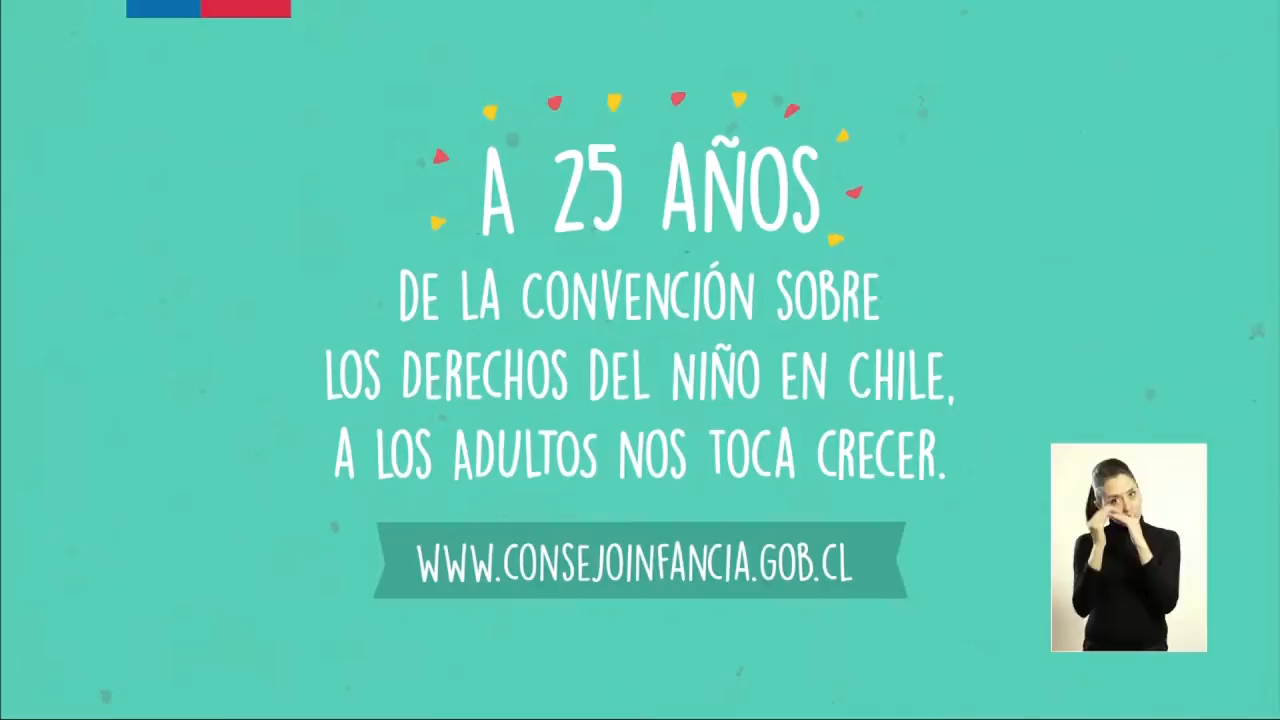 A 25 AÑOS
DE LA CONVENCIÓN SOBRE
LOS DERECHOS DEL NIÑO EN CHILE,
A LOS ADULTOS NOS TOCA CRECER.
WWW.CONSEJOINFANCIA.GOB.CL